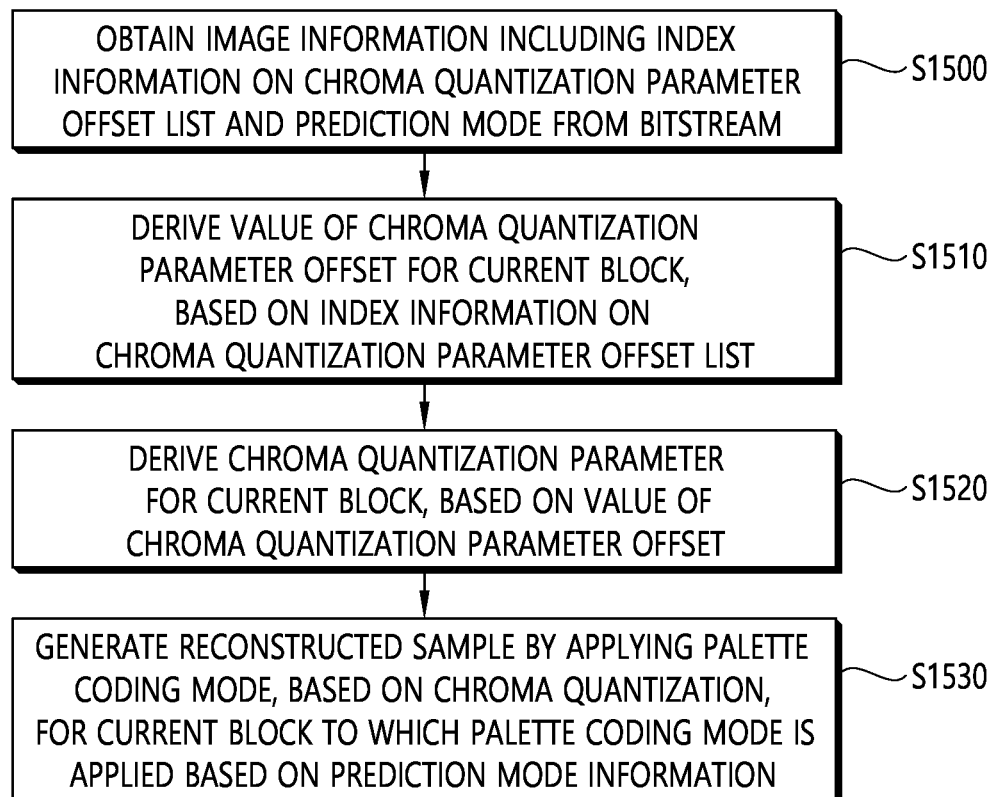 OBTAIN IMAGE INFORMATION INCLUDING INDEX
INFORMATION ON CHROMA QUANTIZATION PARAMETER
OFFSET LIST AND PREDICTION MODE FROM BITSTREAM
S1500
DERIVE VALUE OF CHROMA QUANTIZATION
PARAMETER OFFSET FOR CURRENT BLOCK,
BASED ON INDEX INFORMATION ON
CHROMA QUANTIZATION PARAMETER OFFSET LIST
S1510
DERIVE CHROMA QUANTIZATION PARAMETER
FOR CURRENT BLOCK, BASED ON VALUE OF
CHROMA QUANTIZATION PARAMETER OFFSET
S1520
GENERATE RECONSTRUCTED SAMPLE BY APPLYING PALETTE
CODING MODE, BASED ON CHROMA QUANTIZATION,
FOR CURRENT BLOCK TO WHICH PALETTE CODING MODE IS
APPLIED BASED ON PREDICTION MODE INFORMATION
S1530